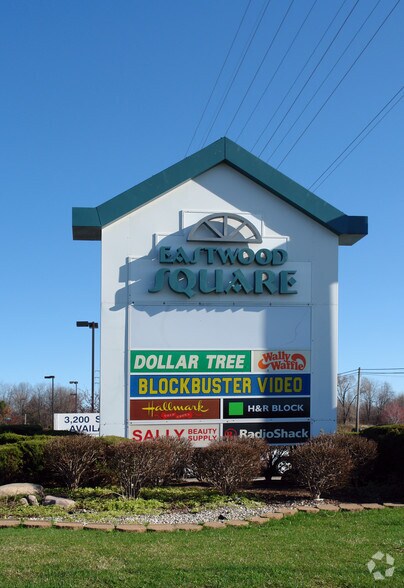 EASTWOOD
SQUARE
DOLLAR TREE
Wally Waffle
BLOCKBUSTER VIDEO
Hallmark
H&R BLOCK
SALLY BEAUTY SUPPLY
RadioShack
3,200 S
AVAIL